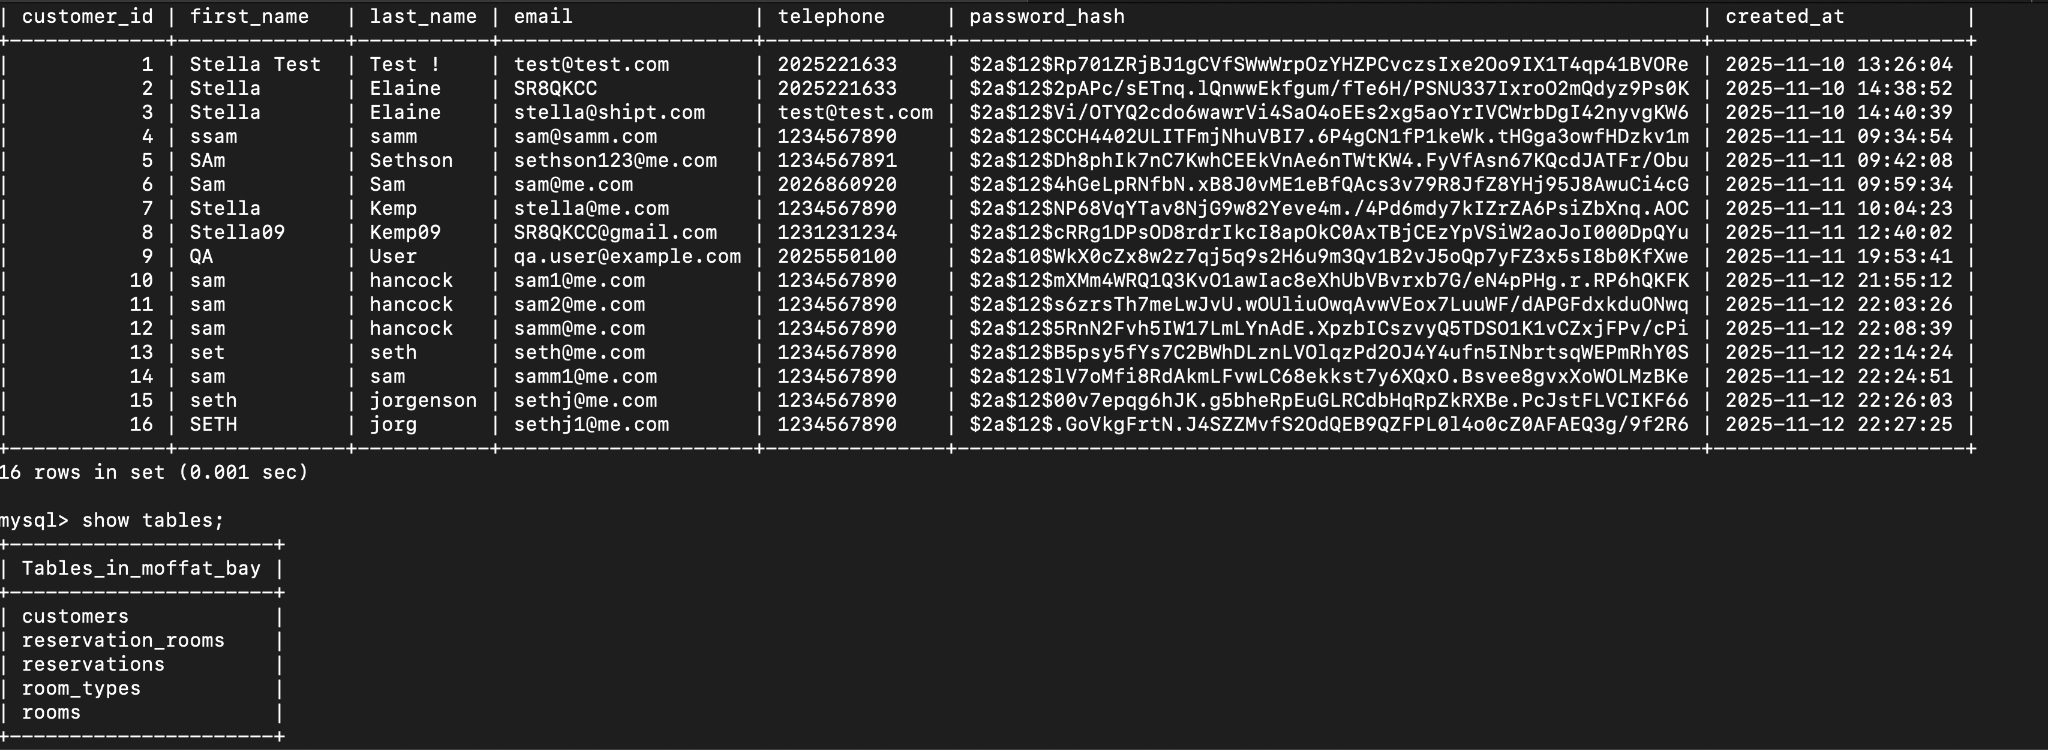 | customer_id | first_name | last_name | email | telephone | password_hash | created_at |
| 1 | Stella Test | Test ! | test@test.com | 2025221633 | $2a$12$Rp701ZRjBJ1gCVfSWwWrpOzYHZPCvczsIxe2Oo9IX1T4qp41BVORe | 2025-11-10 13:26:04 |
| 2 | Stella | Elaine | SR8QKCC | 2025221633 | $2a$12$2pAPc/sETnq.lQnwwEkfgum/fTe6H/PSNU337IxroO2mQdyz9Ps0K | 2025-11-10 14:38:52 |
| 3 | Stella | Elaine | stella@shipt.com | test@test.com | $2a$12$Vi/OTYQ2cdo6wawrVi4SaO4oEEs2xg5aoYrIVCWrbDgI42nyvgKW6 | 2025-11-10 14:40:39 |
| 4 | ssam | samm | sam@samm.com | 1234567890 | $2a$12$CCH4402ULITFmjNhuVBI7.6P4gCN1fP1keWk.tHGga3owfHDzkv1m | 2025-11-11 09:34:54 |
| 5 | SAm | Sethson | sethson123@me.com | 1234567891 | $2a$12$Dh8phIk7nC7KwhCEEkVnAe6nTWtKW4.FyVfAsn67KQcdJATFr/Obu | 2025-11-11 09:42:08 |
| 6 | Sam | Sam | sam@me.com | 2026860920 | $2a$12$4hGeLpRNfbN.xB8J0vME1eBfQAcs3v79R8JfZ8YHj95J8AwuCi4cG | 2025-11-11 09:59:34 |
| 7 | Stella | Kemp | stella@me.com | 1234567890 | $2a$12$NP68VqYTav8NjG9w82Yeve4m./4Pd6mdy7kIZrZA6PsiZbXnq.AOC | 2025-11-11 10:04:23 |
| 8 | Stella09 | Kemp09 | SR8QKCC@gmail.com | 1231231234 | $2a$12$cRRg1DPsOD8rdrIkcI8apOkC0AxTBjCEzYpVSiW2aoJoI000DpQYu | 2025-11-11 12:40:02 |
| 9 | QA | User | qa.user@example.com | 2025550100 | $2a$10$WkX0cZx8w2z7qj5q9s2H6u9m3Qv1B2vJ5oQp7yFZ3x5sI8b0KfXwe | 2025-11-11 19:53:41 |
| 10 | sam | hancock | sam1@me.com | 1234567890 | $2a$12$mXMm4WRQ1Q3KvO1awIac8eXhUbVBvrxb7G/eN4pPHg.r.RP6hQKFK | 2025-11-12 21:55:12 |
| 11 | sam | hancock | sam2@me.com | 1234567890 | $2a$12$s6zrsTh7meLwJvU.wOUliuOwqAvwVEox7LuuWF/dAPGFdxkduONwq | 2025-11-12 22:03:26 |
| 12 | sam | hancock | samm@me.com | 1234567890 | $2a$12$5RnN2Fvh5IW17LmLYnAdE.XpzbICszvyQ5TDSO1K1vCZxjFPv/cPi | 2025-11-12 22:08:39 |
| 13 | set | seth | seth@me.com | 1234567890 | $2a$12$B5psy5fYs7C2BWhDLznLVOlqzPd2OJ4Y4ufn5INbrtsqWEPmRhY0S | 2025-11-12 22:14:24 |
| 14 | sam | sam | samm1@me.com | 1234567890 | $2a$12$lV7oMfi8RdAkmLFvwLC68ekkst7y6XQxO.Bsvee8gvxXoWOLMzBKe | 2025-11-12 22:24:51 |
| 15 | seth | jorgenson | sethj@me.com | 1234567890 | $2a$12$00v7epqg6hJK.g5bheRpEuGLRCdbHqRpZkRXBe.PcJstFLVCIKF66 | 2025-11-12 22:26:03 |
| 16 | SETH | jorg | sethj1@me.com | 1234567890 | $2a$12$.GoVkgFrtN.J4SZZMvfS2OdQEB9QZFPL0l4o0cZ0AFAEQ3g/9f2R6 | 2025-11-12 22:27:25 |
16 rows in set (0.001 sec)
mysql> show tables;
| Tables_in_moffat_bay |
| customers |
| reservation_rooms |
| reservations |
| room_types |
| rooms |